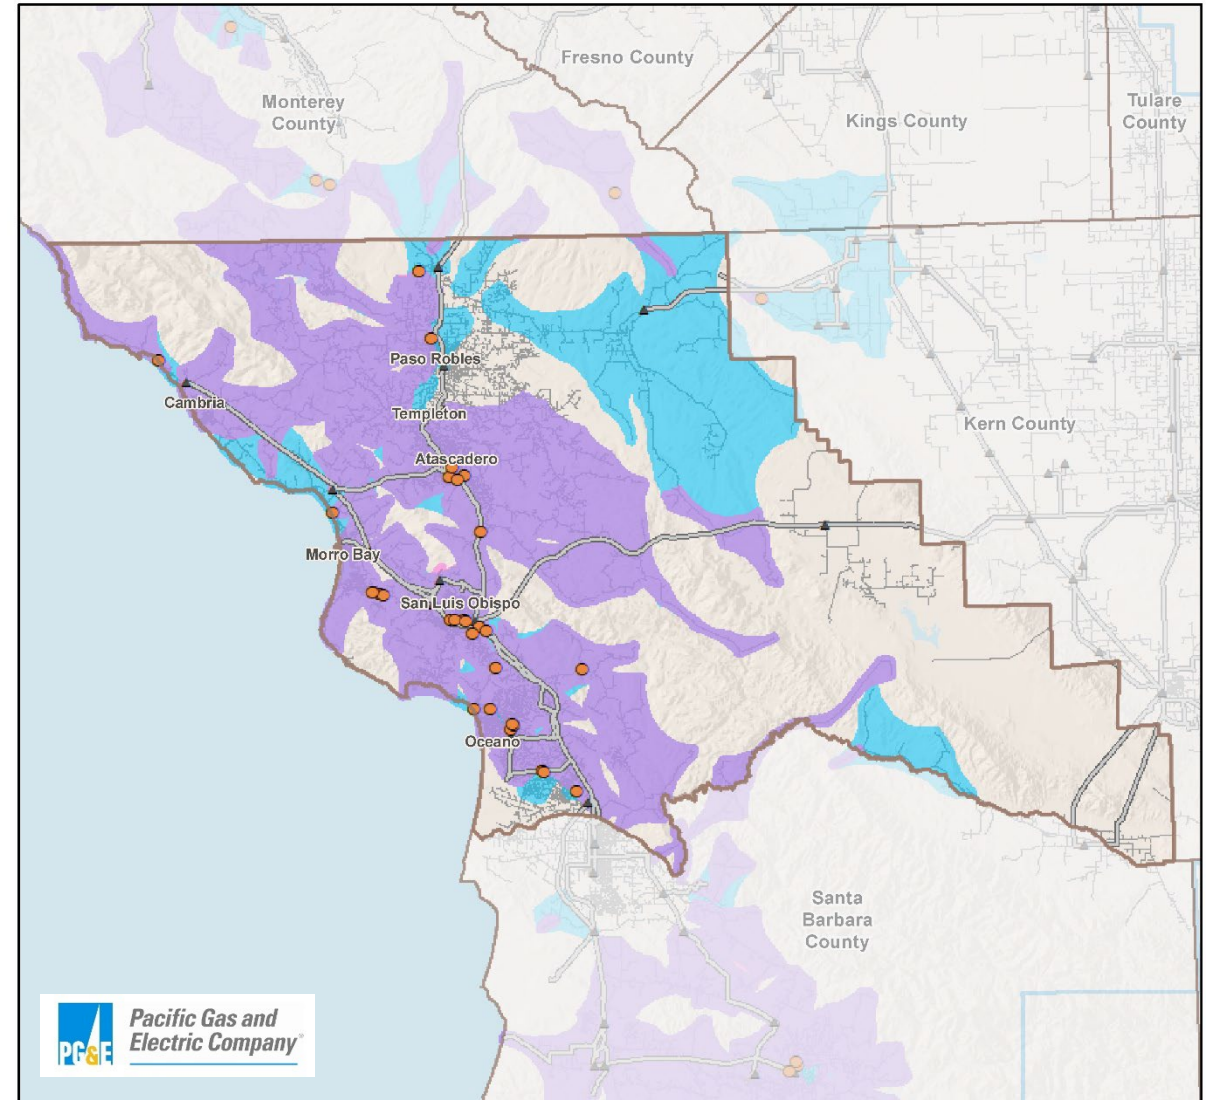 Fresno County
Monterey
County
Kings County
Tulare
County
Paso Robles
Cambria
Templeton
Kern County
Atascadero
Morro Bay
San Luis Obispo
Oceano
Santa
Barbara
County
Pacific Gas and
Electric Company
PG&E